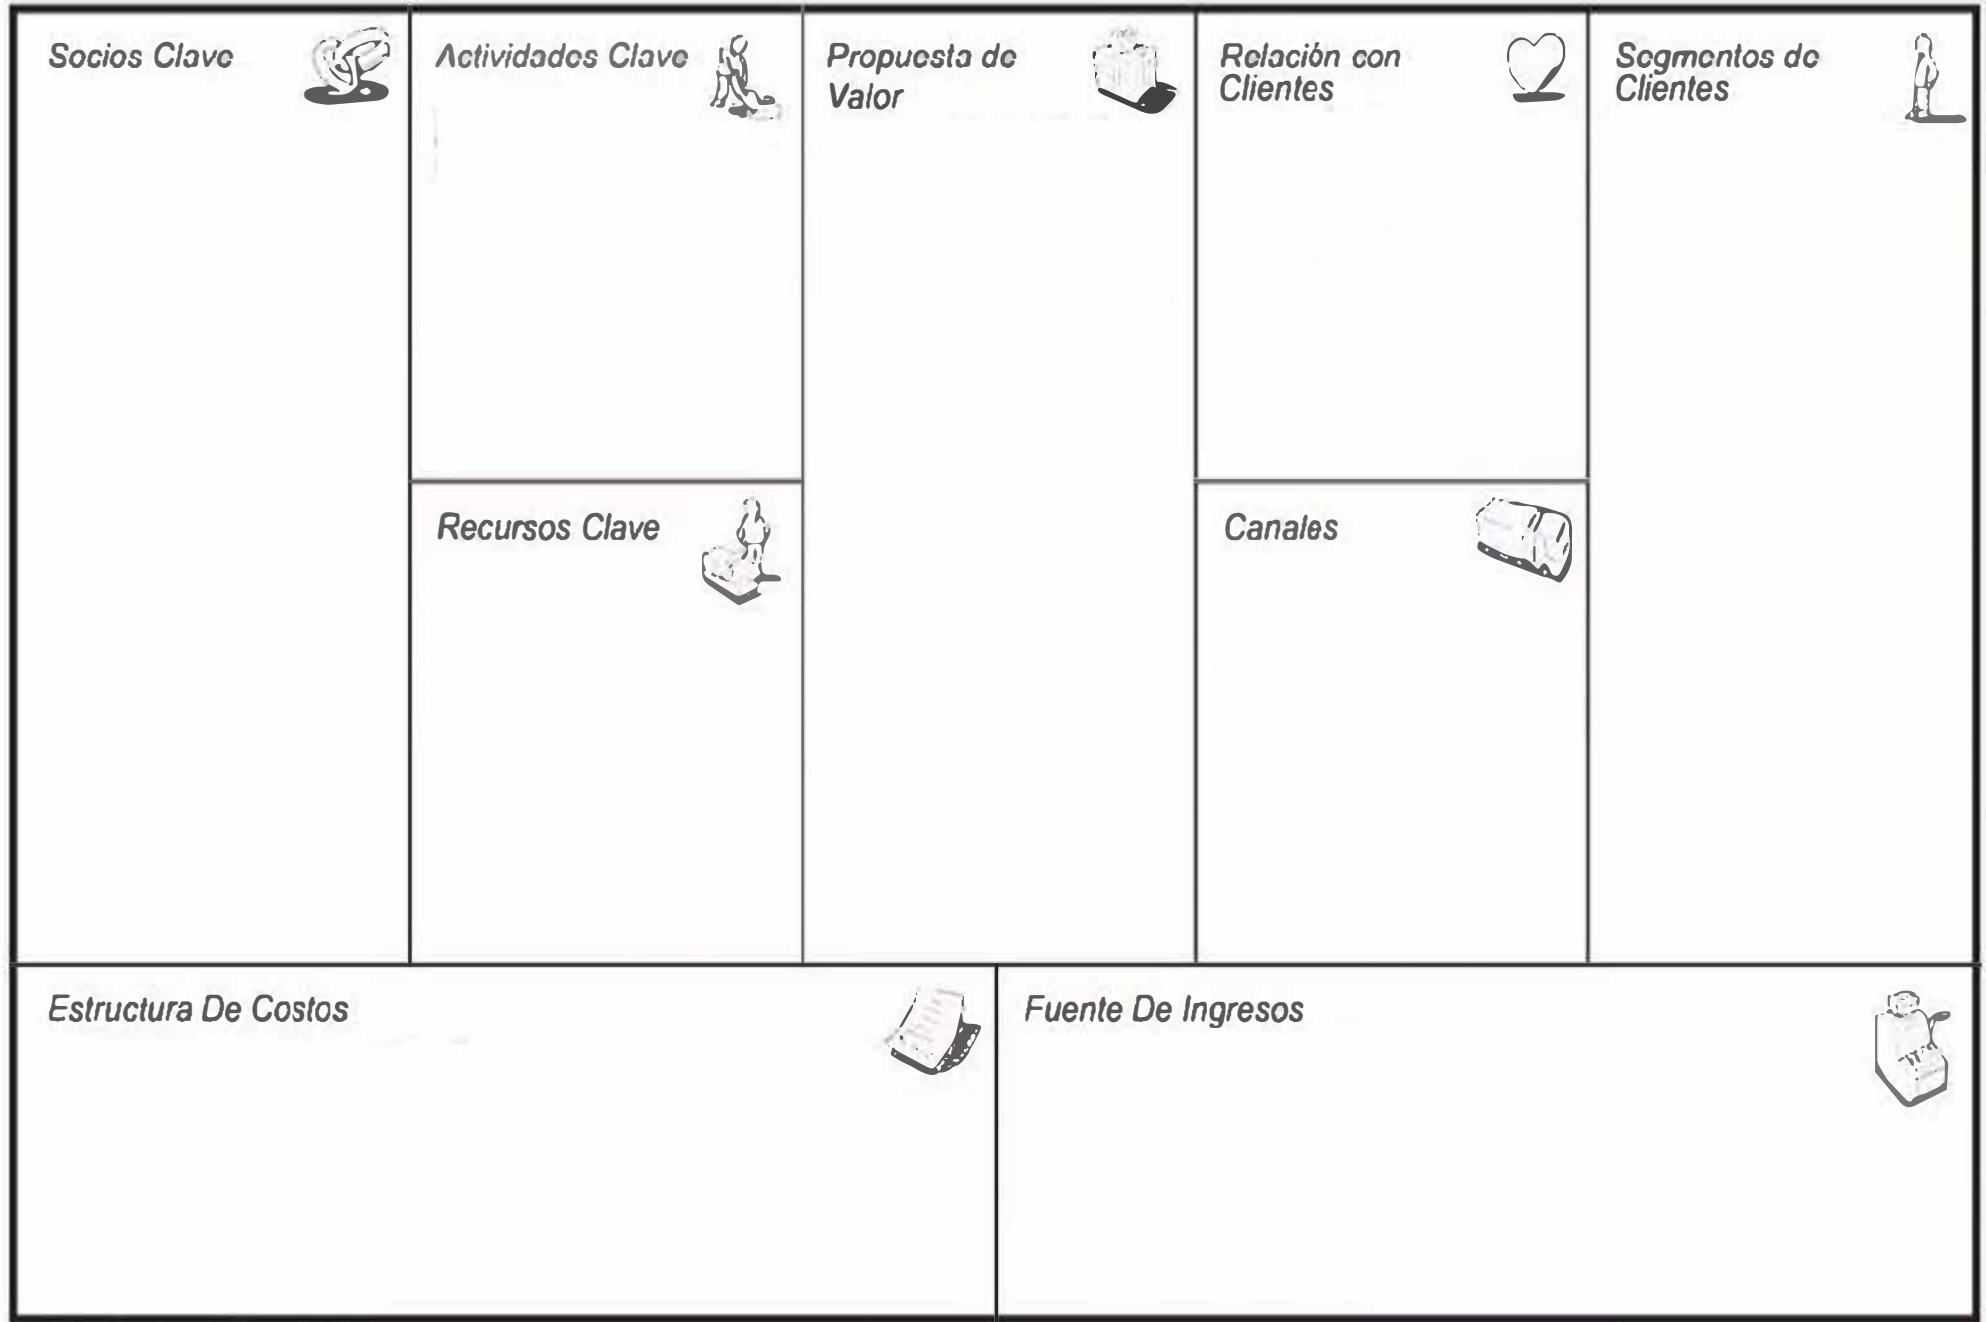 Socios Clave
Actividades Clave
Propuesta de
Valor
Relación con
Clientes
Segmentos de
Clientes
Recursos Clave
Canales
Estructura De Costos
Fuente De Ingresos